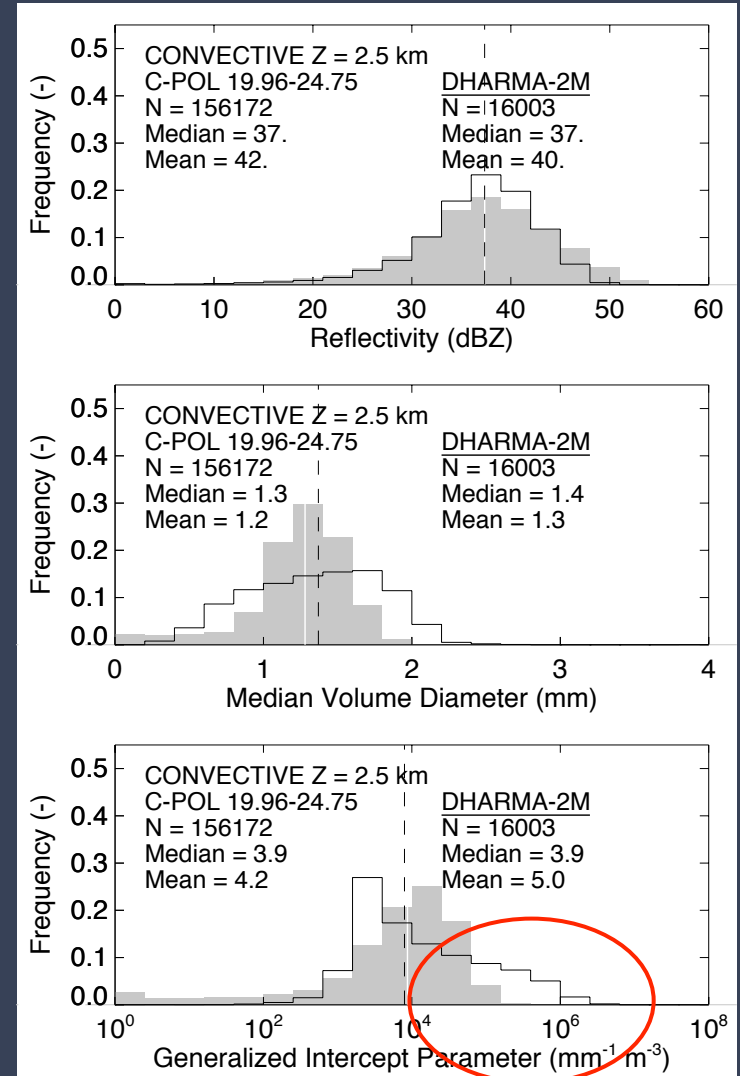 0.5
0.4
0.3
0.2
0.1
0.0
Frequency (-)
CONVECTIVE Z = 2.5 km
C-POL 19.96-24.75 DHARMA-2M
N = 156172 N = 16003
Median = 37. Median = 37.
Mean = 42. Mean = 40.
0 10 20 30 40 50 60
Reflectivity (dBZ)
0.5
0.4
0.3
0.2
0.1
0.0
Frequency (-)
CONVECTIVE Z = 2.5 km
C-POL 19.96-24.75 DHARMA-2M
N = 156172 N = 16003
Median = 1.3 Median = 1.4
Mean = 1.2 Mean = 1.3
0 1 2 3 4
Median Volume Diameter (mm)
0.5
0.4
0.3
0.2
0.1
0.0
Frequency (-)
CONVECTIVE Z = 2.5 km
C-POL 19.96-24.75 DHARMA-2M
N = 156172 N = 16003
Median = 3.9 Median = 3.9
Mean = 4.2 Mean = 5.0
10⁰ 10² 10⁴ 10⁶ 10⁸
Generalized Intercept Parameter (mm⁻¹ m⁻³)